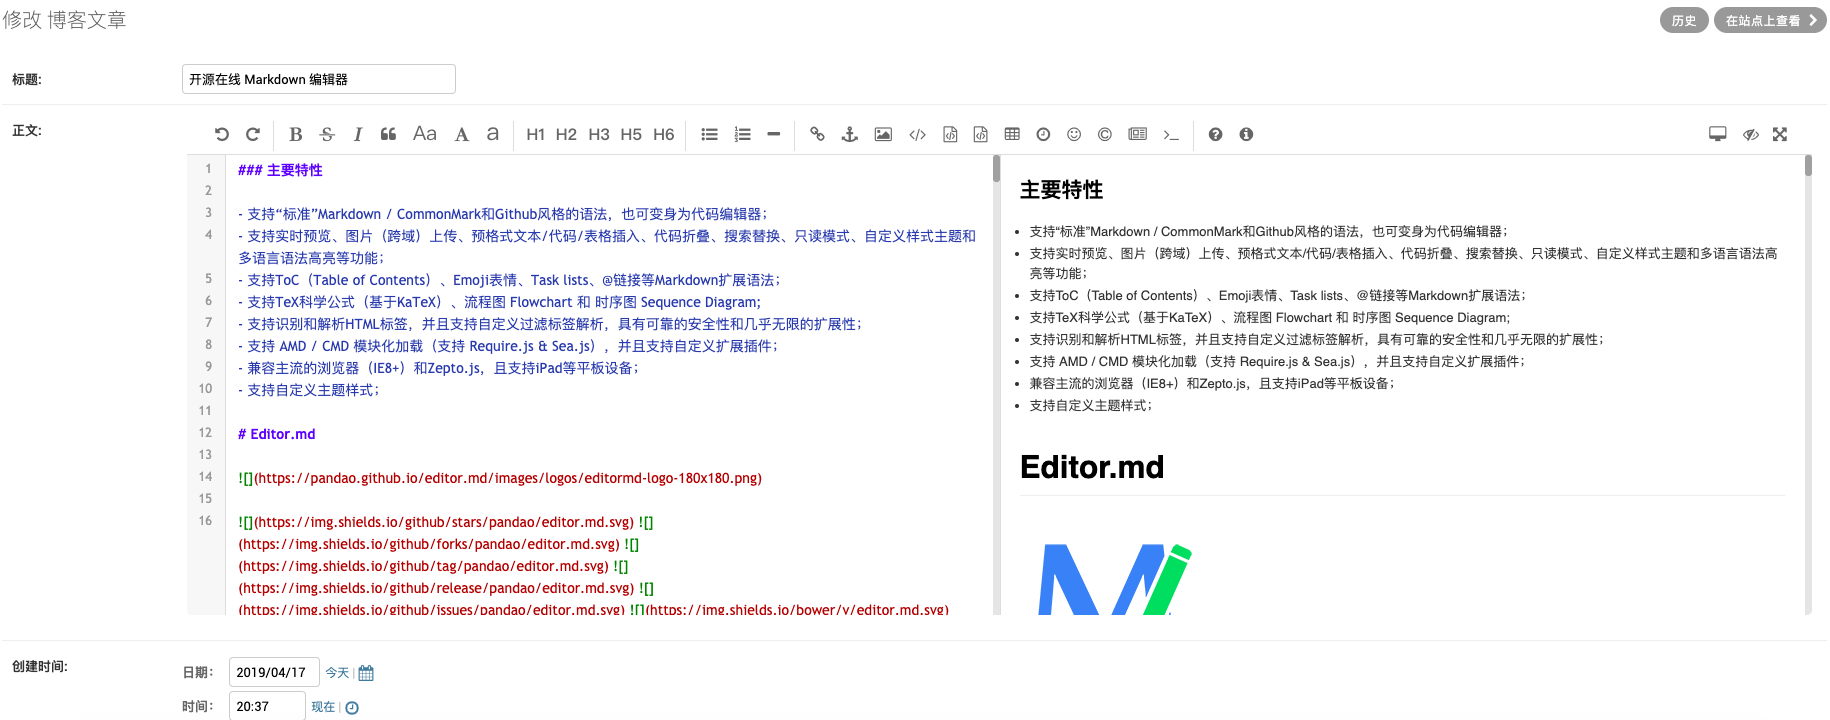 修改 博客文章
历史
在站点上查看
标题:
开源在线 Markdown 编辑器
正文:
B S I Aa A a H1 H2 H3 H5 H6
1 ### 主要特性
2
3 - 支持“标准”Markdown / CommonMark和Github风格的语法，也可变身为代码编辑器；
4 - 支持实时预览、图片（跨域）上传、预格式文本/代码/表格插入、代码折叠、搜索替换、只读模式、自定义样式主题和
多语言语法高亮等功能；
5 - 支持ToC（Table of Contents）、Emoji表情、Task lists、@链接等Markdown扩展语法；
6 - 支持TeX科学公式（基于KaTeX）、流程图 Flowchart 和 时序图 Sequence Diagram;
7 - 支持识别和解析HTML标签，并且支持自定义过滤标签解析，具有可靠的安全性和几乎无限的扩展性；
8 - 支持 AMD / CMD 模块化加载（支持 Require.js & Sea.js），并且支持自定义扩展插件；
9 - 兼容主流的浏览器（IE8+）和Zepto.js，且支持iPad等平板设备；
10 - 支持自定义主题样式；
11
12 # Editor.md
13
14 ![](https://pandao.github.io/editor.md/images/logos/editormd-logo-180x180.png)
15
16 ![](https://img.shields.io/github/stars/pandao/editor.md.svg) ![]
(https://img.shields.io/github/forks/pandao/editor.md.svg) ![]
(https://img.shields.io/github/tag/pandao/editor.md.svg) ![]
(https://img.shields.io/github/release/pandao/editor.md.svg) ![]
(https://img.shields.io/github/issues/pandao/editor.md.svg) ![](https://img.shields.io/bower/v/editor.md.svg)
主要特性
• 支持“标准”Markdown / CommonMark和Github风格的语法，也可变身为代码编辑器；
• 支持实时预览、图片（跨域）上传、预格式文本/代码/表格插入、代码折叠、搜索替换、只读模式、自定义样式主题和多语言语法高
亮等功能；
• 支持ToC（Table of Contents）、Emoji表情、Task lists、@链接等Markdown扩展语法；
• 支持TeX科学公式（基于KaTeX）、流程图 Flowchart 和 时序图 Sequence Diagram;
• 支持识别和解析HTML标签，并且支持自定义过滤标签解析，具有可靠的安全性和几乎无限的扩展性；
• 支持 AMD / CMD 模块化加载（支持 Require.js & Sea.js），并且支持自定义扩展插件；
• 兼容主流的浏览器（IE8+）和Zepto.js，且支持iPad等平板设备；
• 支持自定义主题样式；
Editor.md
创建时间:
日期： 2019/04/17 今天 |
时间： 20:37 现在 |